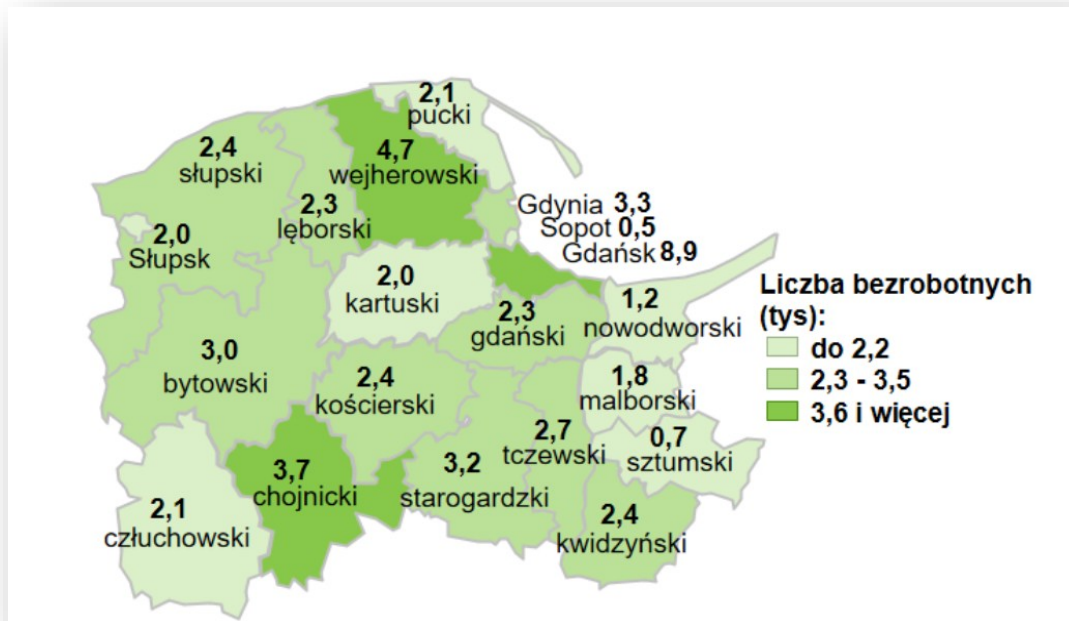 2,1
pucki
2,4
słupski
4,7
wejherowski
2,3
lęborski
Gdynia 3,3
Sopot 0,5
Gdańsk 8,9
2,0
Słupsk
2,0
kartuski
2,3
gdański
1,2
nowodworski
3,0
bytowski
2,4
kościerski
1,8
malborski
2,7
tczewski
0,7
sztumski
3,7
chojnicki
3,2
starogardzki
2,1
człuchowski
2,4
kwidzyński
Liczba bezrobotnych
(tys):
do 2,2
2,3 - 3,5
3,6 i więcej